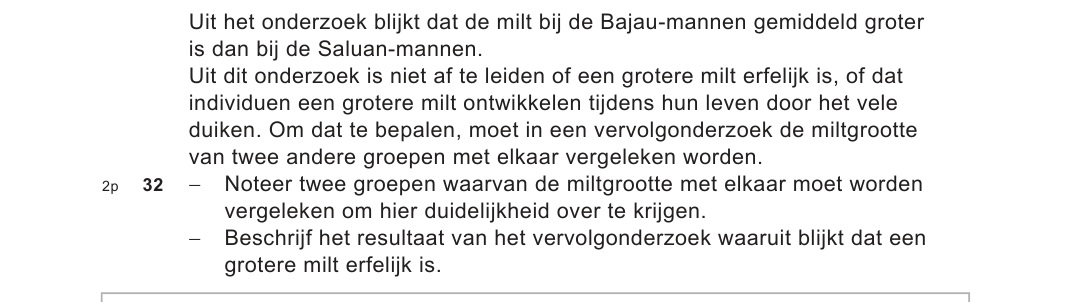 Uit het onderzoek blijkt dat de milt bij de Bajau-mannen gemiddeld groter
is dan bij de Saluan-mannen.
Uit dit onderzoek is niet af te leiden of een grotere milt erfelijk is, of dat
individuen een grotere milt ontwikkelen tijdens hun leven door het vele
duiken. Om dat te bepalen, moet in een vervolgonderzoek de miltgrootte
van twee andere groepen met elkaar vergeleken worden.
2p 32 – Noteer twee groepen waarvan de miltgrootte met elkaar moet worden
vergeleken om hier duidelijkheid over te krijgen.
– Beschrijf het resultaat van het vervolgonderzoek waaruit blijkt dat een
grotere milt erfelijk is.